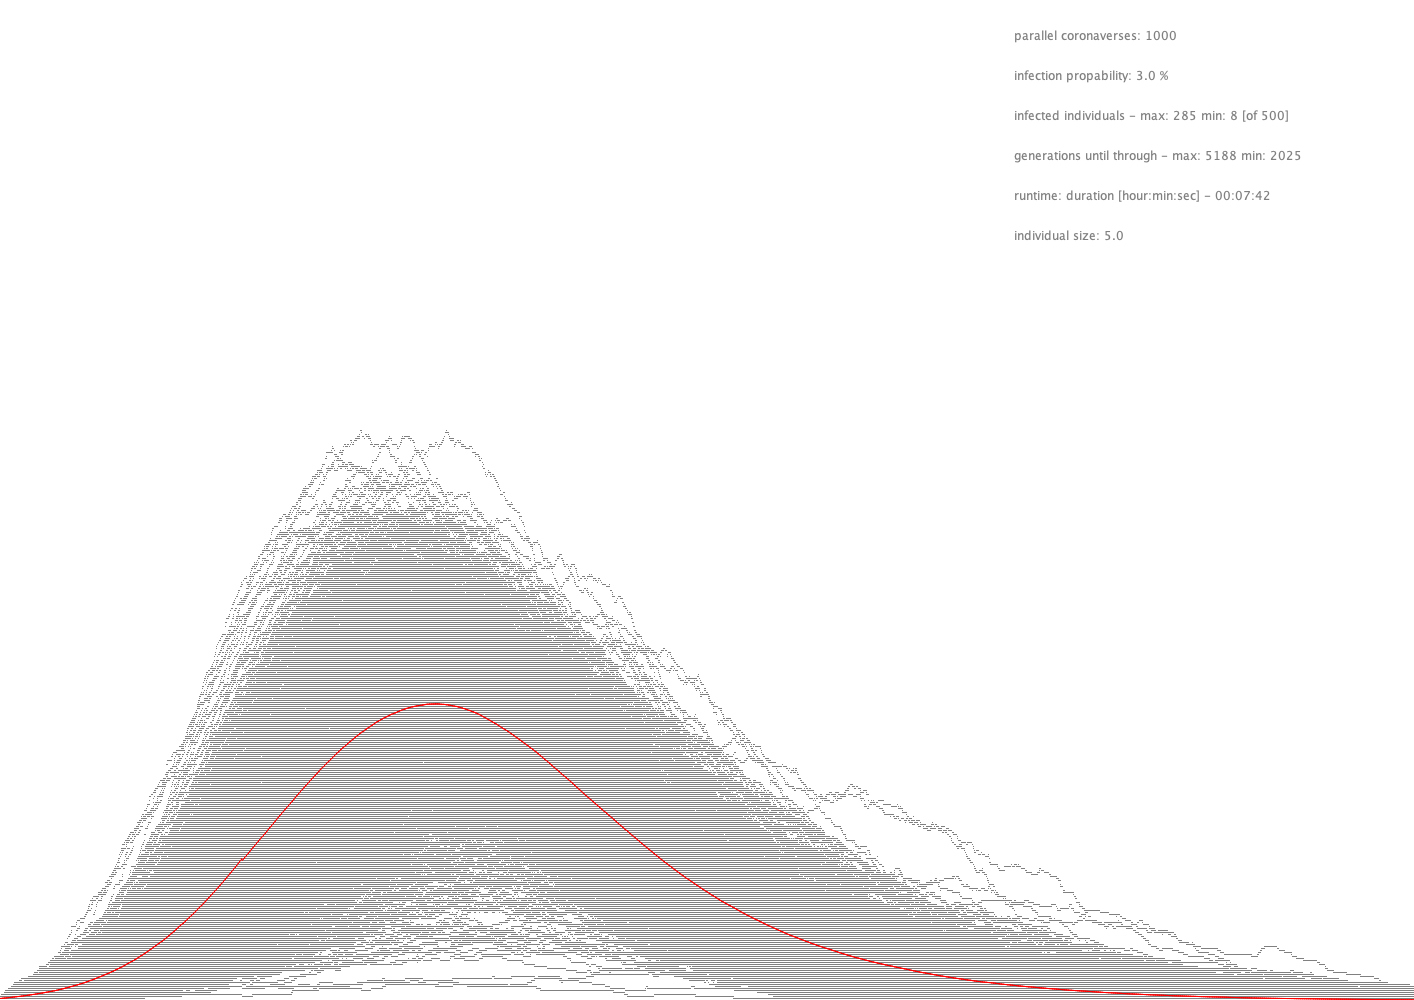 parallel coronaverses: 1000
infection propability: 3.0 %
infected individuals - max: 285 min: 8 [of 500]
generations until through - max: 5188 min: 2025
runtime: duration [hour:min:sec] - 00:07:42
individual size: 5.0